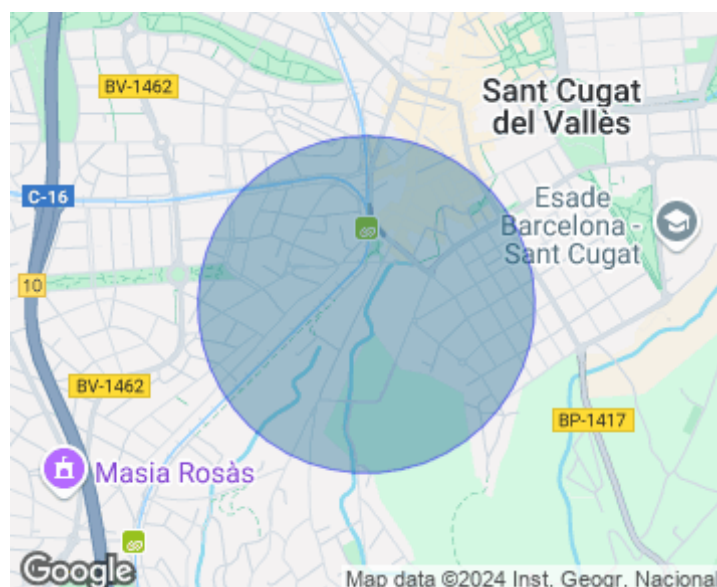 BV-1462
Sant Cugat
del Vallès
C-16
Esade
Barcelona -
Sant Cugat
10
BV-1462
BP-1417
Masia Rosàs
Google
Map data ©2024 Inst. Geogr. Nacional